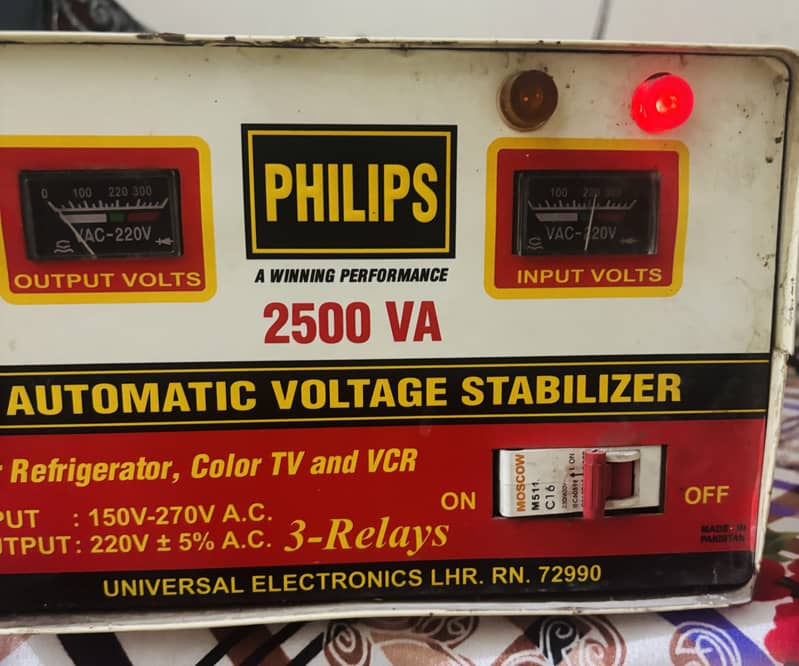 0 100 220 300
VAC-220V
OUTPUT VOLTS
PHILIPS
A WINNING PERFORMANCE
2500 VA
100 220 300
VAC-220V
INPUT VOLTS
AUTOMATIC VOLTAGE STABILIZER
Refrigerator, Color TV and VCR
PUT : 150V-270V A.C.
UTPUT : 220V ± 5% A.C.
3-Relays
ON
MOSCOW
M511
C16
ON
OFF
MADE IN
PAKISTAN
UNIVERSAL ELECTRONICS LHR. RN. 72990